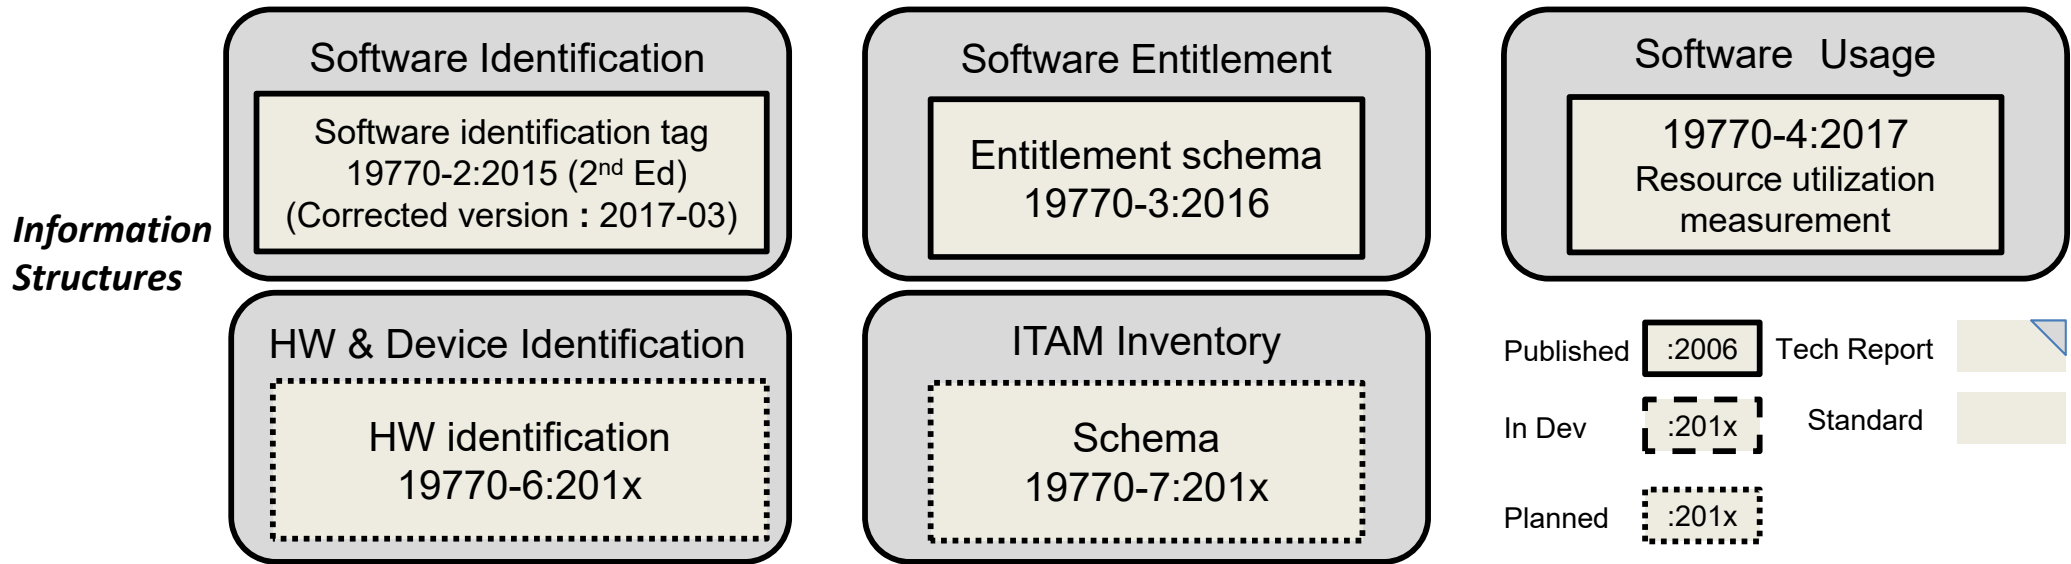 Information
Structures
Software Identification
Software identification tag
19770-2:2015 (2nd Ed)
(Corrected version : 2017-03)
Software Entitlement
Entitlement schema
19770-3:2016
Software Usage
19770-4:2017
Resource utilization
measurement
HW & Device Identification
HW identification
19770-6:201x
ITAM Inventory
Schema
19770-7:201x
Published :2006 Tech Report
In Dev :201x Standard
Planned :201x